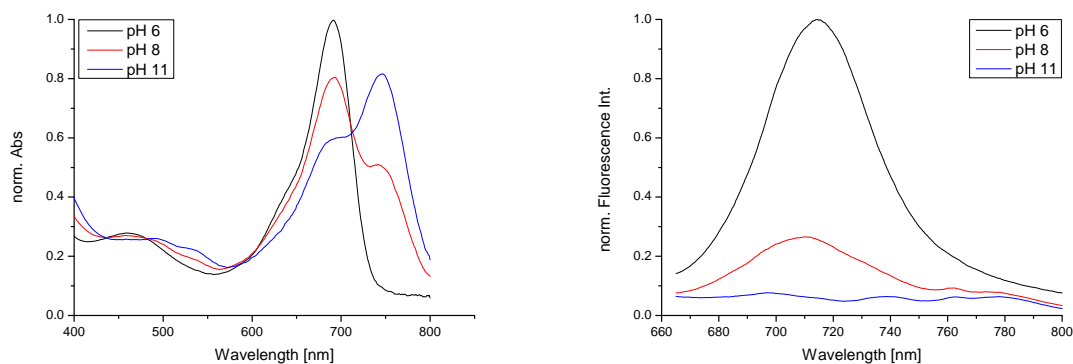 norm. Abs
1.0
0.8
0.6
0.4
0.2
0.0
pH 6
pH 8
pH 11
400
500
600
700
800
Wavelength [nm]
norm. Fluorescence Int.
1.0
0.8
0.6
0.4
0.2
0.0
pH 6
pH 8
pH 11
660
680
700
720
740
760
780
800
Wavelength [nm]